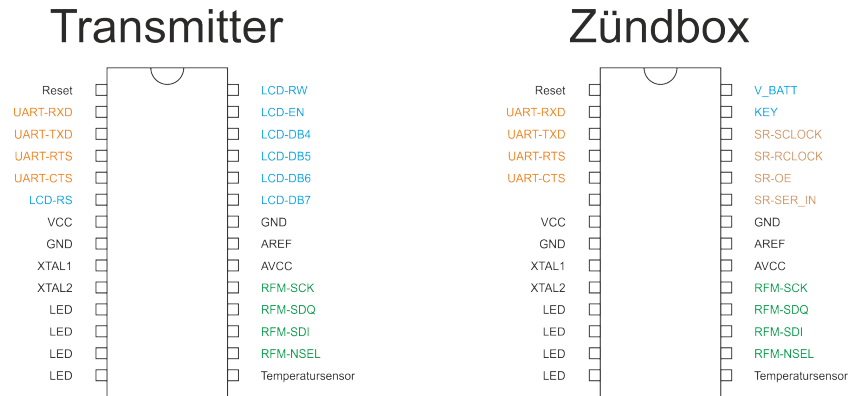 Transmitter
Reset LCD-RW
UART-RXD LCD-EN
UART-TXD LCD-DB4
UART-RTS LCD-DB5
UART-CTS LCD-DB6
LCD-RS LCD-DB7
VCC GND
GND AREF
XTAL1 AVCC
XTAL2 RFM-SCK
LED RFM-SDQ
LED RFM-SDI
LED RFM-NSEL
LED Temperatursensor
Zündbox
Reset V_BATT
UART-RXD KEY
UART-TXD SR-SCLOCK
UART-RTS SR-RCLOCK
UART-CTS SR-OE
SR-SER_IN
VCC GND
GND AREF
XTAL1 AVCC
XTAL2 RFM-SCK
LED RFM-SDQ
LED RFM-SDI
LED RFM-NSEL
LED Temperatursensor